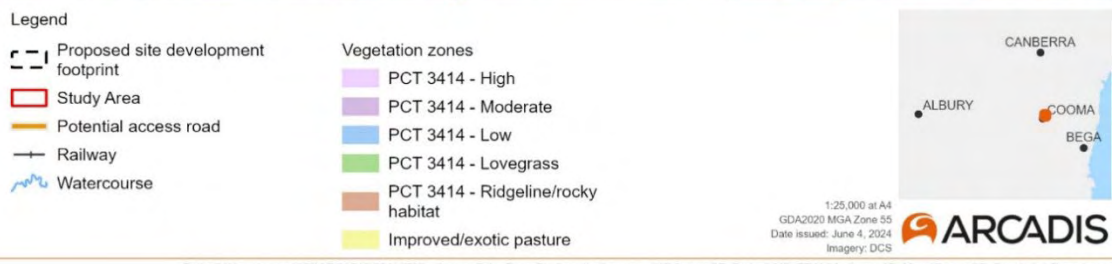 Legend
Proposed site development
footprint
Study Area
Potential access road
Railway
Watercourse
Vegetation zones
PCT 3414 - High
PCT 3414 - Moderate
PCT 3414 - Low
PCT 3414 - Lovegrass
PCT 3414 - Ridgeline/rocky
habitat
Improved/exotic pasture
CANBERRA
ALBURY
COOMA
BEGA
1:25,000 at A4
GDA2020 MGA Zone 55
Date issued: June 4, 2024
Imagery: DCS
ARCADIS